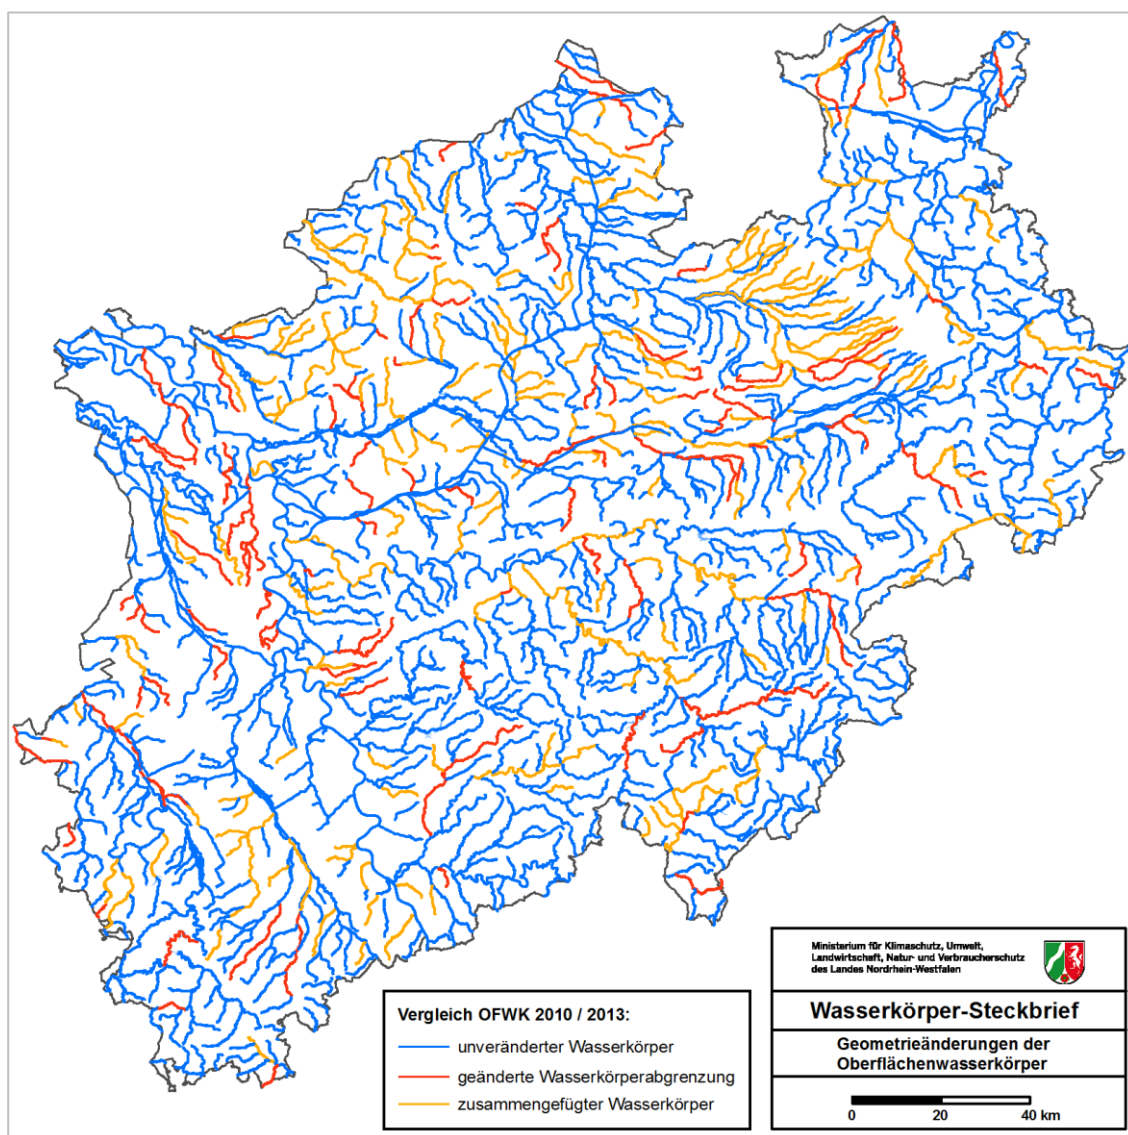 Ministerium für Klimaschutz, Umwelt,
Landwirtschaft, Natur- und Verbraucherschutz
des Landes Nordrhein-Westfalen
Wasserkörper-Steckbrief
Geometrieänderungen der
Oberflächenwasserkörper
0 20 40 km
Vergleich OFWK 2010 / 2013:
unveränderter Wasserkörper
geänderte Wasserkörperabgrenzung
zusammengefügter Wasserkörper